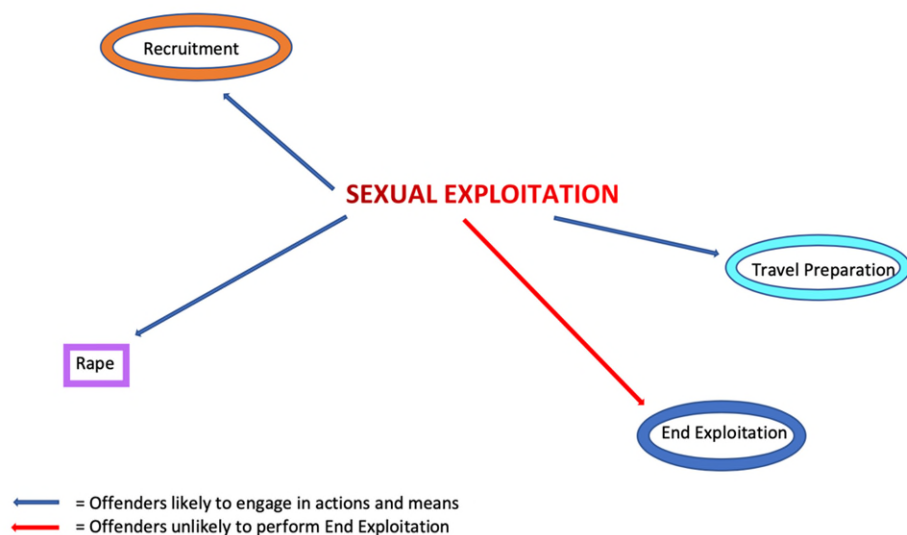 Recruitment
SEXUAL EXPLOITATION
Travel Preparation
Rape
End Exploitation
= Offenders likely to engage in actions and means
= Offenders unlikely to perform End Exploitation